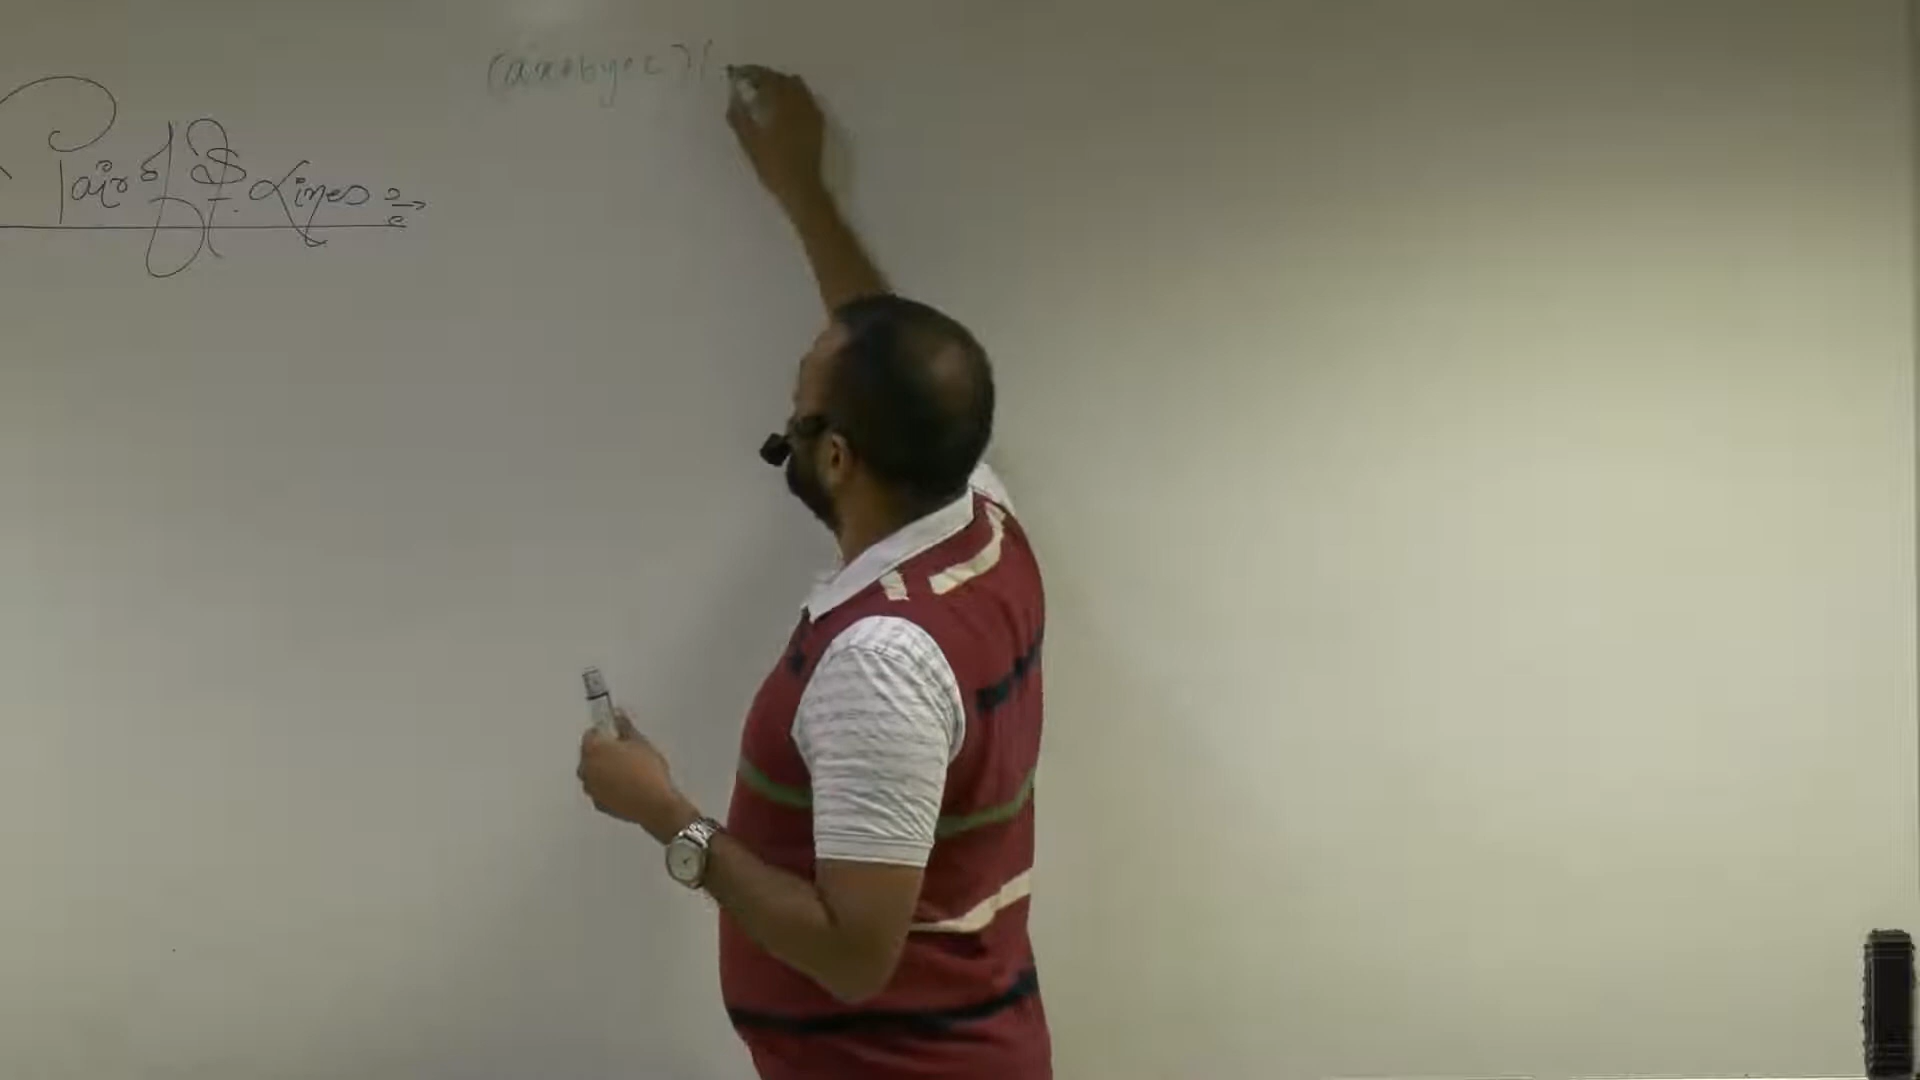 (ax+by+c)(
Pair of St. Lines :→